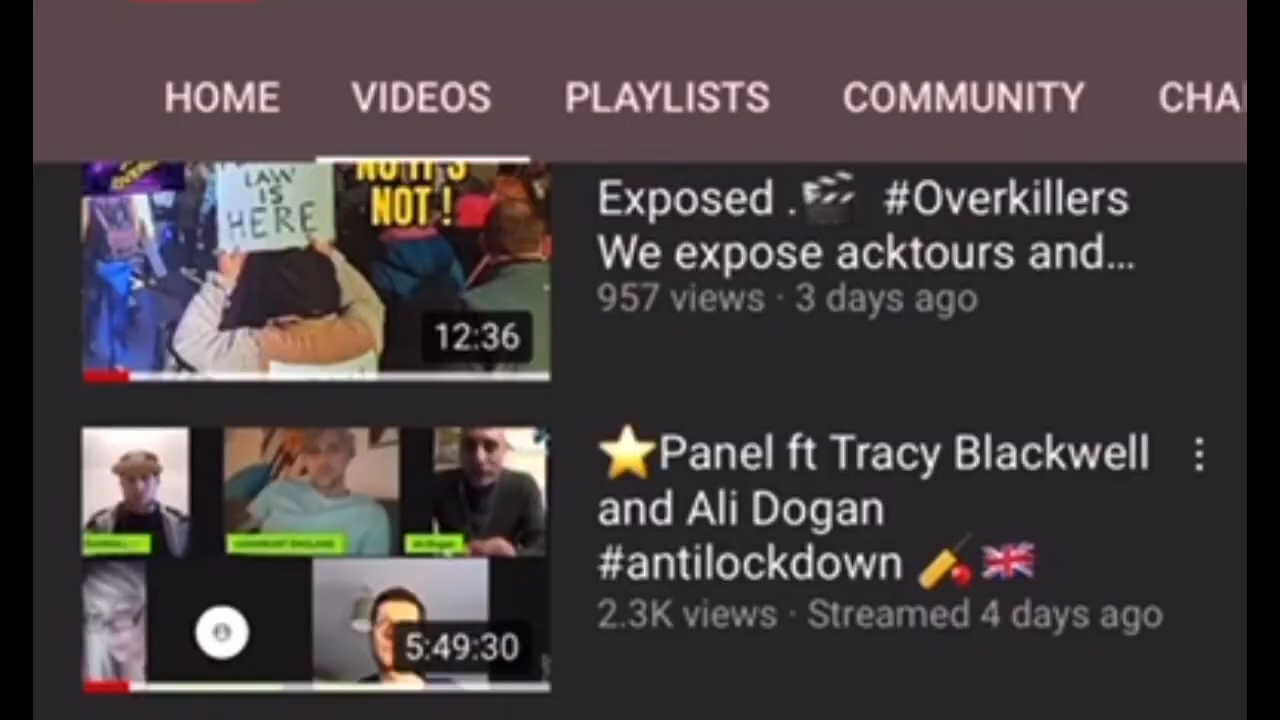 HOME VIDEOS PLAYLISTS COMMUNITY CHA
LAW
IS
HERE
NO IT'S
NOT !
12:36
Exposed .🎬 #Overkillers
We expose acktours and...
957 views · 3 days ago
⭐Panel ft Tracy Blackwell
and Ali Dogan
#antilockdown 🏏🇬🇧
2.3K views · Streamed 4 days ago
5:49:30